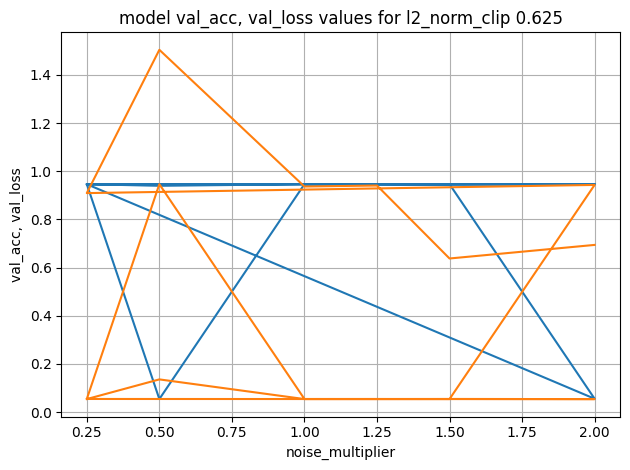 model val_acc, val_loss values for l2_norm_clip 0.625
1.4
1.2
1.0
0.8
0.6
0.4
0.2
0.0
val_acc, val_loss
0.25 0.50 0.75 1.00 1.25 1.50 1.75 2.00
noise_multiplier